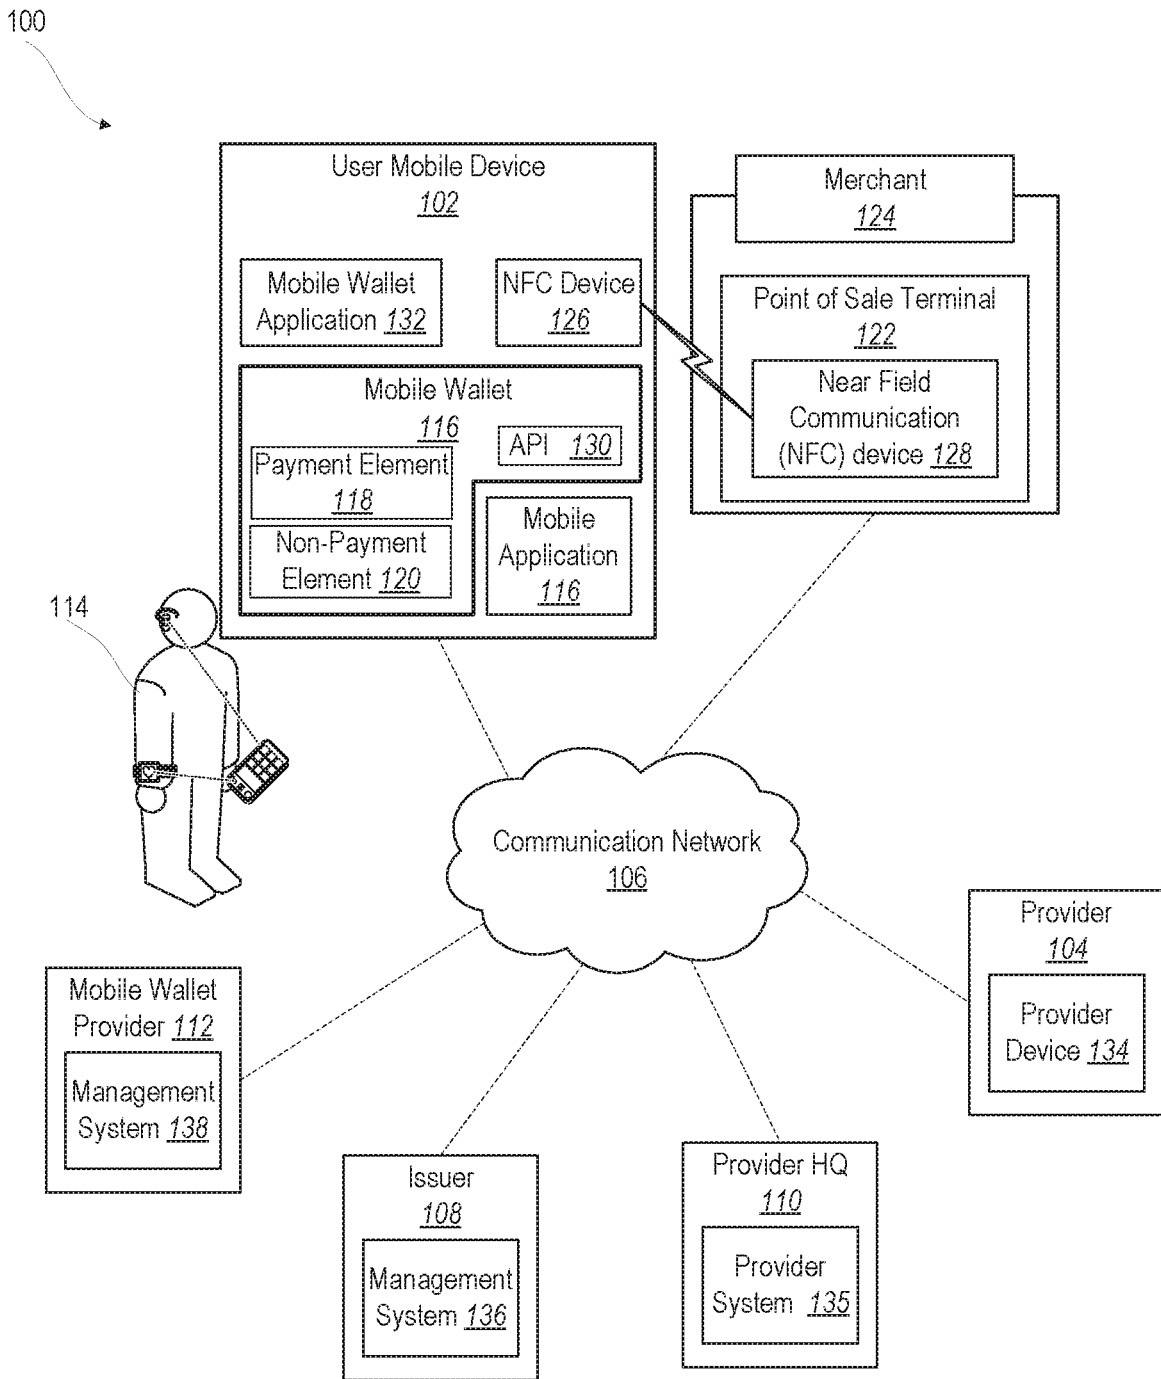 100
User Mobile Device
102
Mobile Wallet
Application 132
NFC Device
126
Mobile Wallet
116
API 130
Payment Element
118
Non-Payment
Element 120
Mobile
Application
116
Merchant
124
Point of Sale Terminal
122
Near Field
Communication
(NFC) device 128
114
Communication Network
106
Provider
104
Provider
Device 134
Mobile Wallet
Provider 112
Management
System 138
Issuer
108
Management
System 136
Provider HQ
110
Provider
System 135